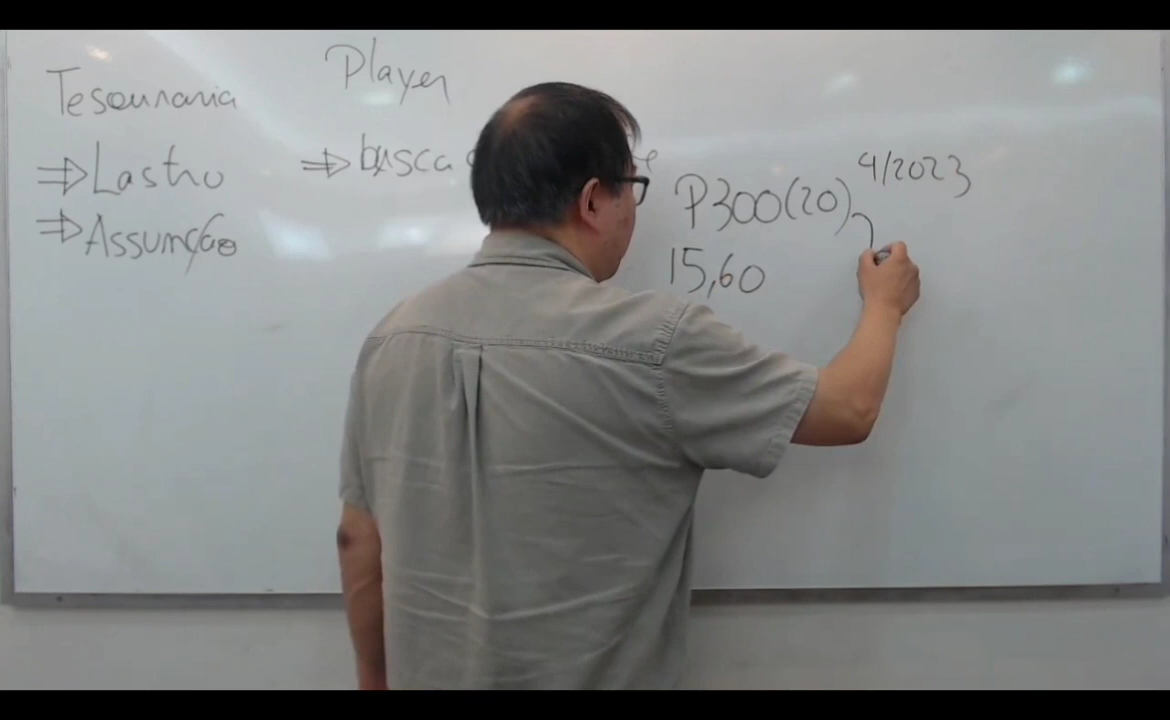 Tesouraria
⇒ Lastro
⇒ Assunção
Player
⇒ busca
P300(20) 4/2023
15,60